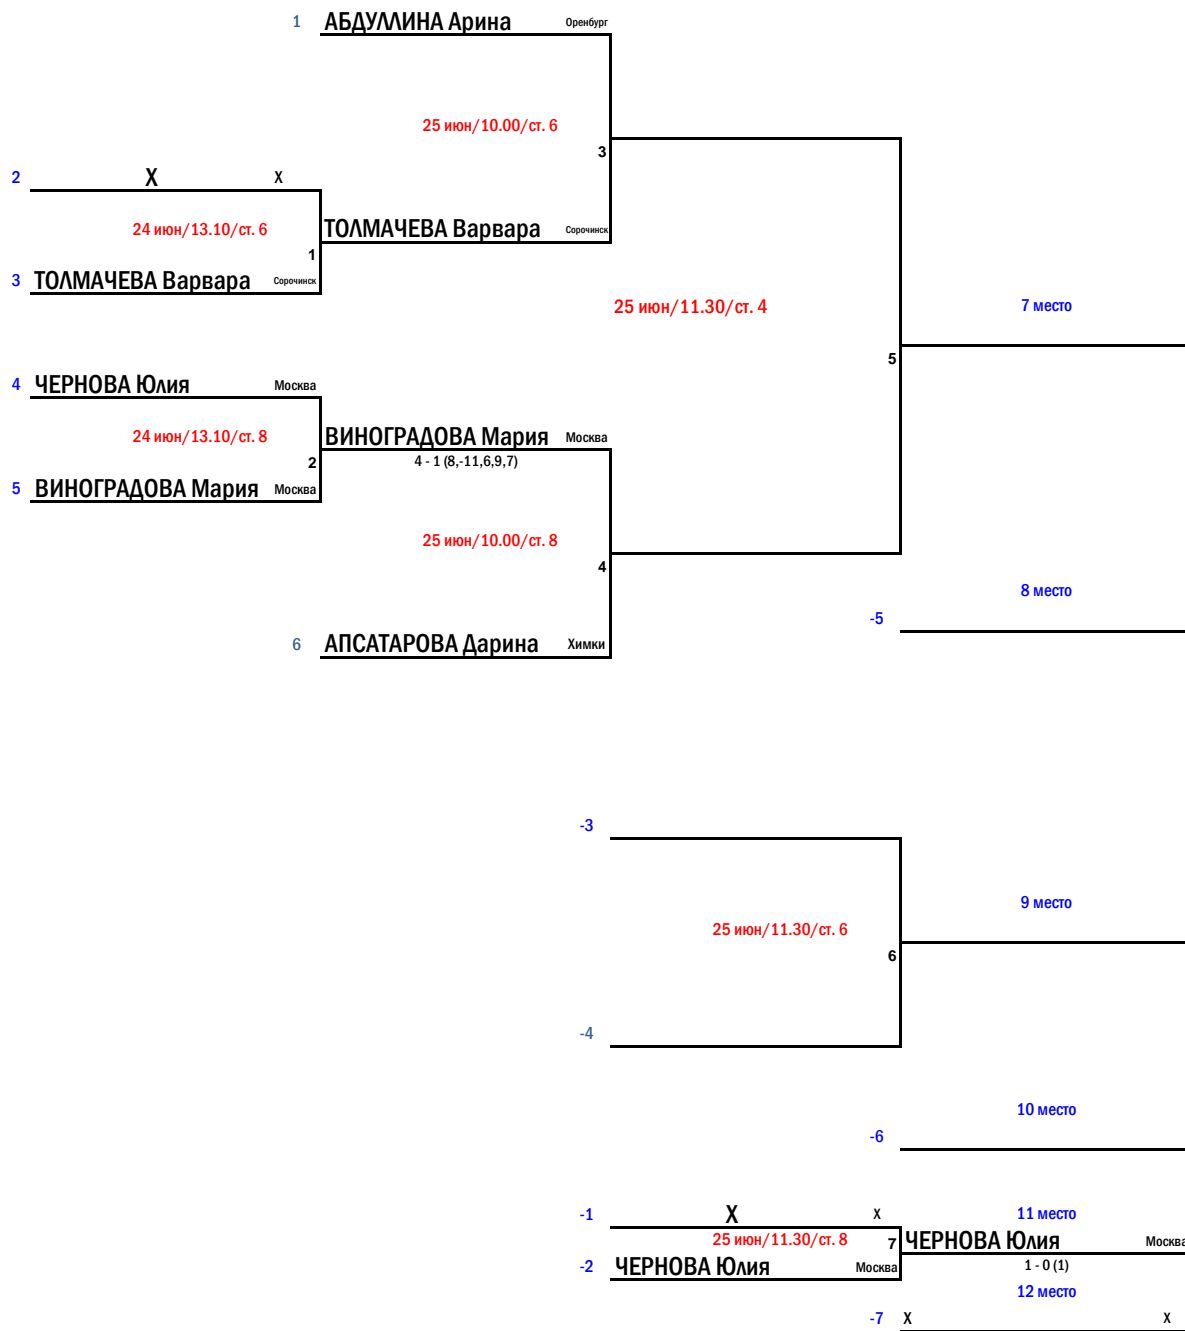 1 АБДУЛЛИНА Арина Оренбург
25 июн/10.00/ст. 6
3
2 X X
24 июн/13.10/ст. 6
ТОЛМАЧЕВА Варвара Сорочинск
1
3 ТОЛМАЧЕВА Варвара Сорочинск
25 июн/11.30/ст. 4
7 место
5
4 ЧЕРНОВА Юлия Москва
24 июн/13.10/ст. 8
ВИНОГРАДОВА Мария Москва
2
4 - 1 (8,-11,6,9,7)
5 ВИНОГРАДОВА Мария Москва
25 июн/10.00/ст. 8
4
8 место
-5
6 АПСАТАРОВА Дарина Химки
-3
9 место
25 июн/11.30/ст. 6
6
-4
10 место
-6
-1 X X
11 место
25 июн/11.30/ст. 8
7 ЧЕРНОВА Юлия Москва
-2 ЧЕРНОВА Юлия Москва
1 - 0 (1)
12 место
-7 X X